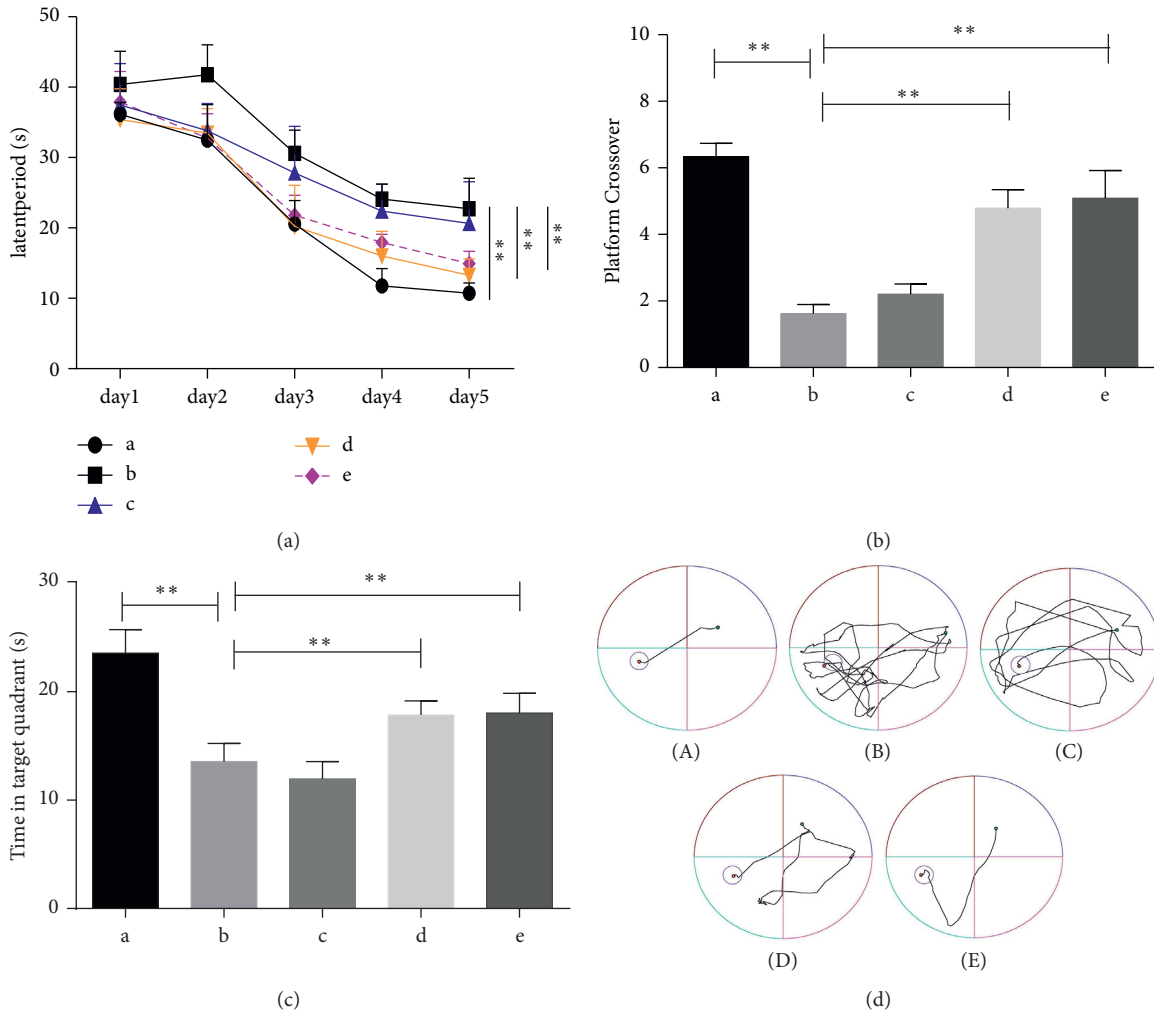 50
40
30
20
10
0
latentperiod (s)
day1 day2 day3 day4 day5
**
**
**
a
b
c
d
e
(a)
10
8
6
4
2
0
Platform Crossover
**
**
**
a b c d e
(b)
30
20
10
0
Time in target quadrant (s)
**
**
**
a b c d e
(c)
(A) (B) (C)
(D) (E)
(d)